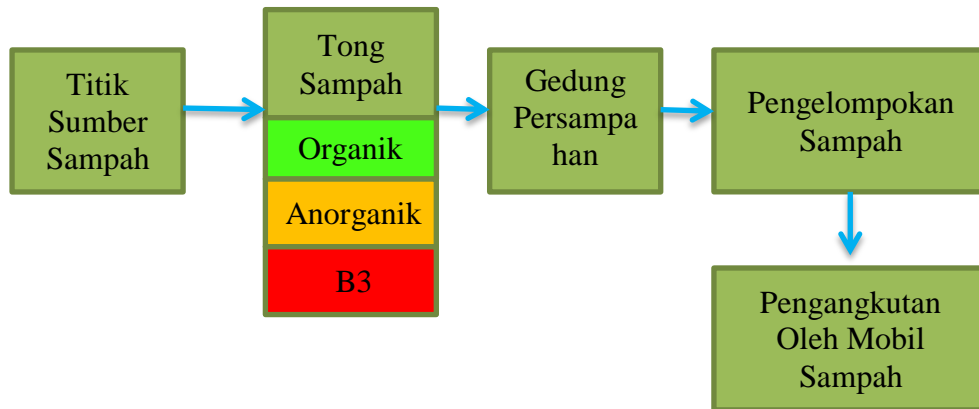 Titik
Sumber
Sampah
Tong
Sampah
Organik
Anorganik
B3
Gedung
Persampa
han
Pengelompokan
Sampah
Pengangkutan
Oleh Mobil
Sampah